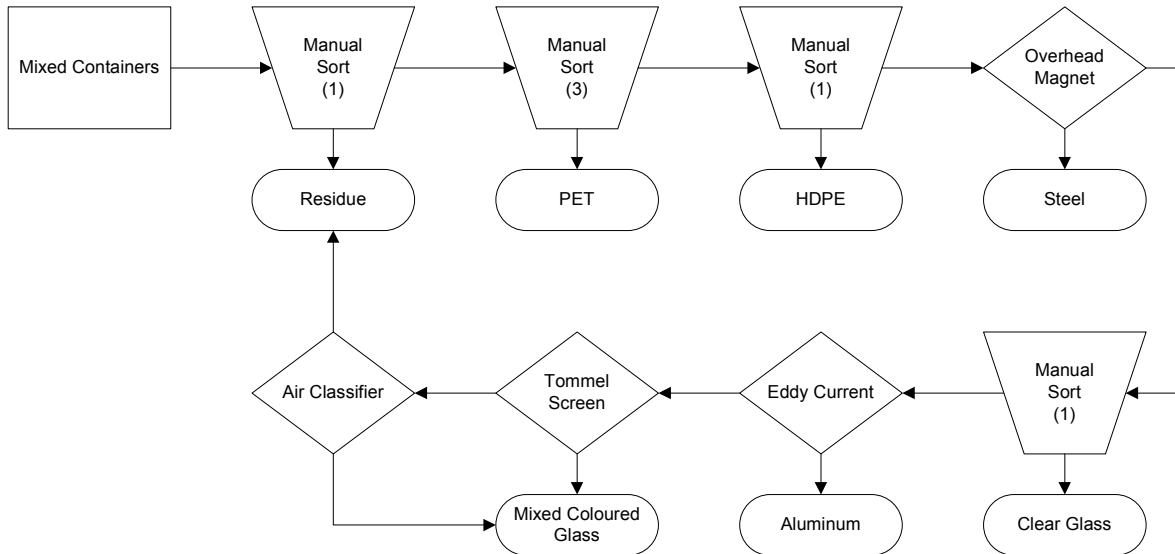 Mixed Containers
Manual
Sort
(1)
Manual
Sort
(3)
Manual
Sort
(1)
Overhead
Magnet
Residue
PET
HDPE
Steel
Air Classifier
Tommel
Screen
Eddy Current
Manual
Sort
(1)
Mixed Coloured
Glass
Aluminum
Clear Glass